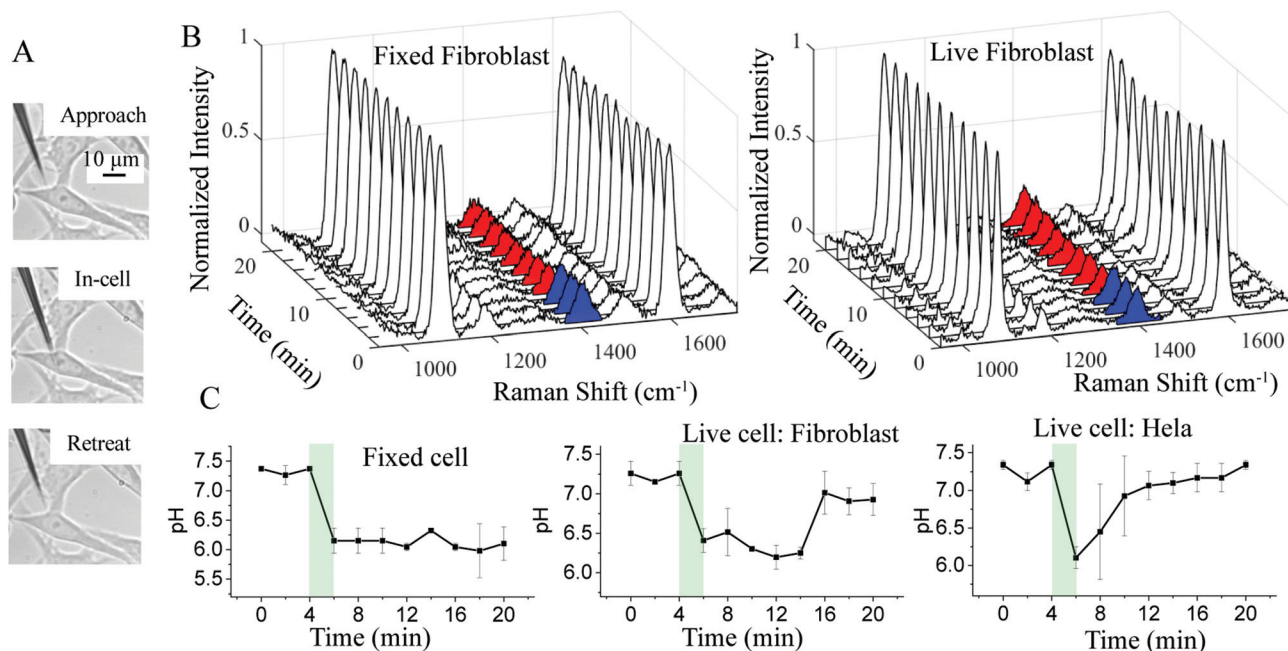 A
Approach
10 µm
In-cell
Retreat
B
Fixed Fibroblast
Normalized Intensity
1
0.5
0
20
10
0
Time (min)
1000
1200
1400
1600
Raman Shift (cm⁻¹)
Live Fibroblast
Normalized Intensity
1
0.5
0
20
10
0
Time (min)
1000
1200
1400
1600
Raman Shift (cm⁻¹)
C
Fixed cell
pH
7.5
7.0
6.5
6.0
5.5
0 4 8 12 16 20
Time (min)
Live cell: Fibroblast
pH
7.5
7.0
6.5
6.0
0 4 8 12 16 20
Time (min)
Live cell: Hela
pH
7.5
7.0
6.5
6.0
0 4 8 12 16 20
Time (min)